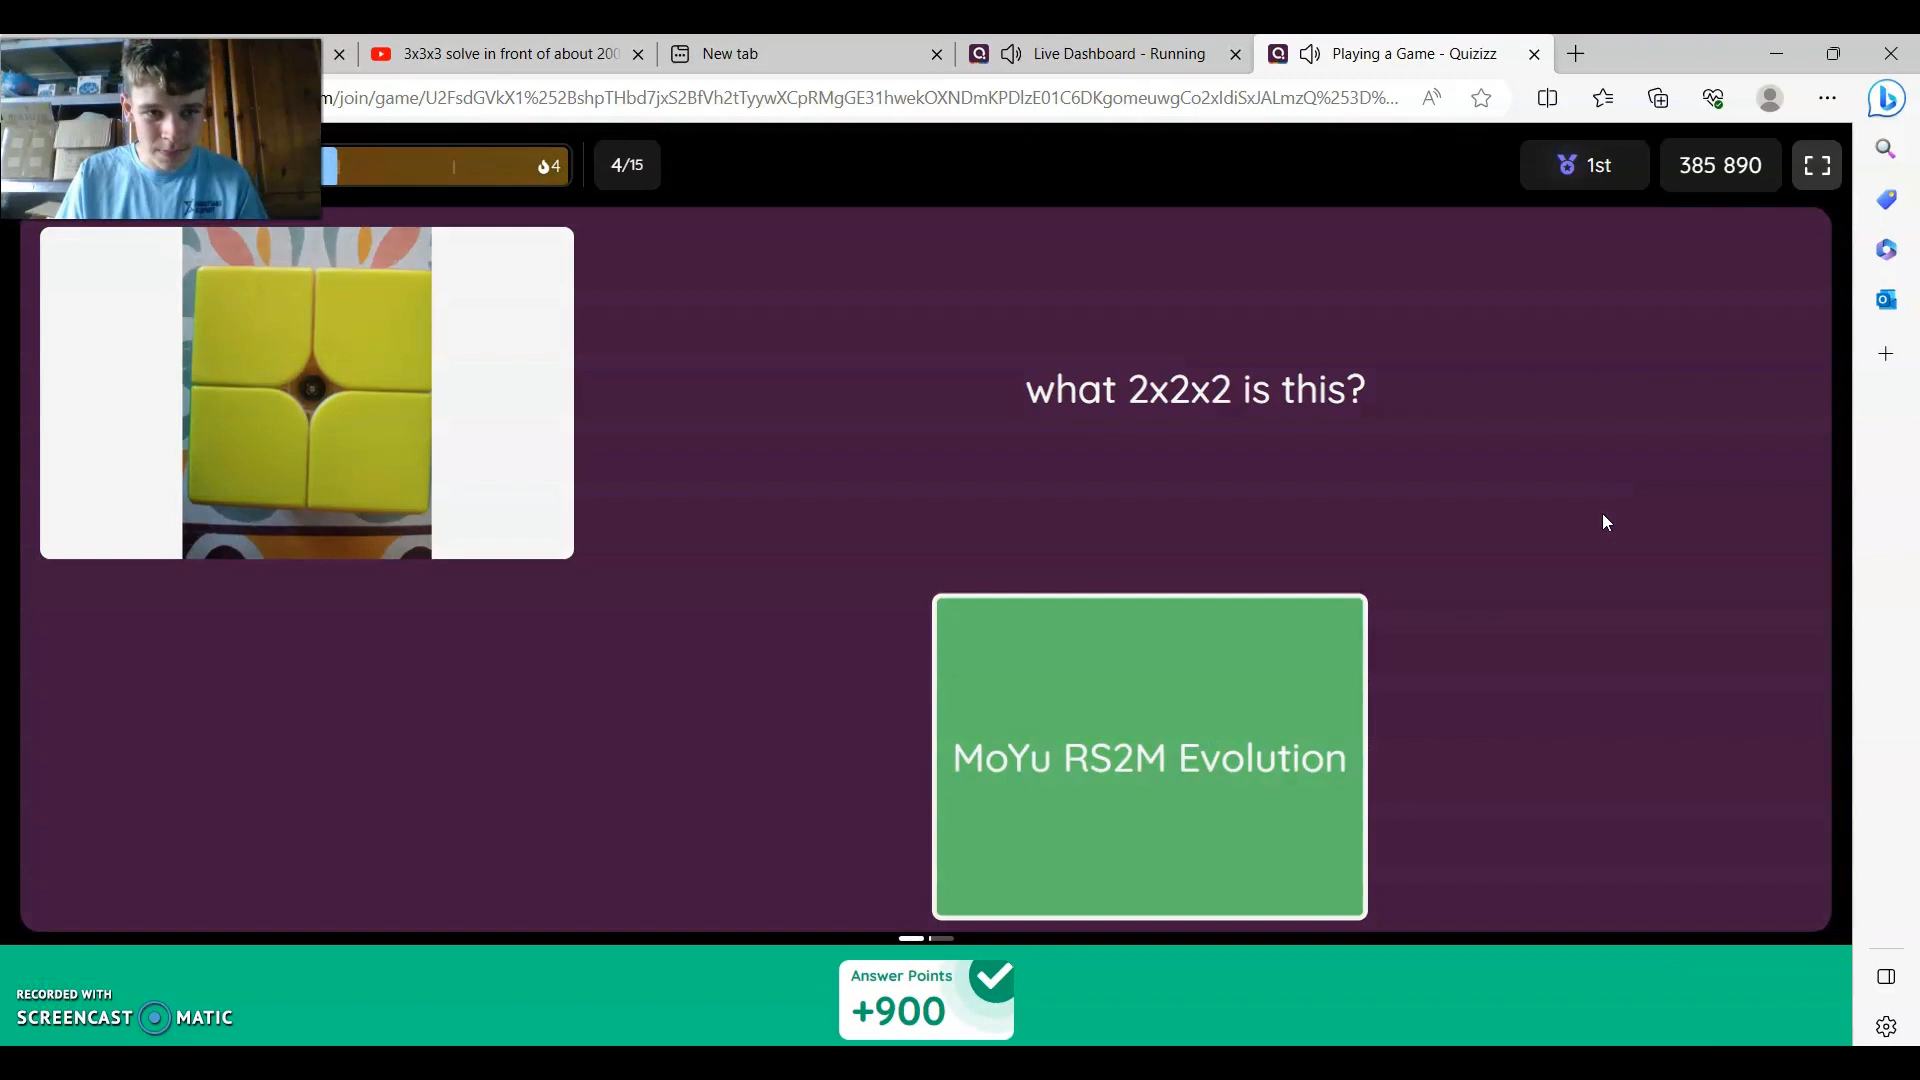 3x3x3 solve in front of about 200
New tab
Live Dashboard - Running
Playing a Game - Quizizz
m/join/game/U2FsdGVkX1%252BshpTHbd7jxS2BfVh2tTyywXCpRMgGE31hwekOXNDmKPDlzE01C6DKgomeuwgCo2xIdiSxJALmzQ%253D%...
4
4/15
1st
385 890
what 2x2x2 is this?
MoYu RS2M Evolution
Answer Points
+900
RECORDED WITH
SCREENCAST MATIC